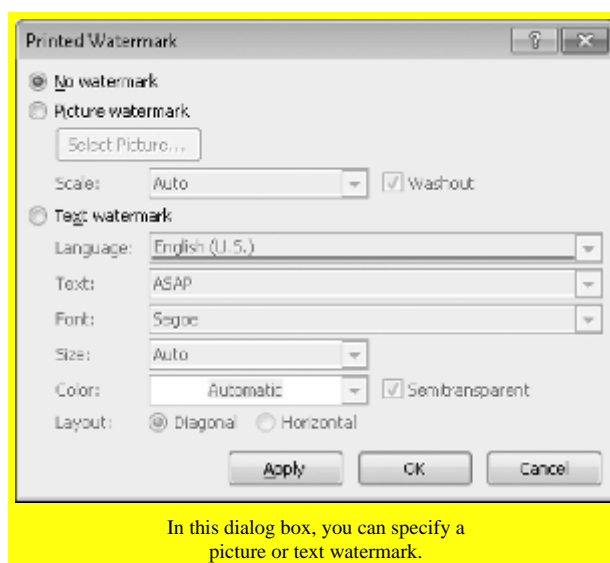 Printed Watermark
No watermark
Picture watermark
Select Picture...
Scale: Auto Washout
Text watermark
Language: English (U.S.)
Text: ASAP
Font: Segoe
Size: Auto
Color: Automatic Semitransparent
Layout: Diagonal Horizontal
Apply OK Cancel
In this dialog box, you can specify a
picture or text watermark.